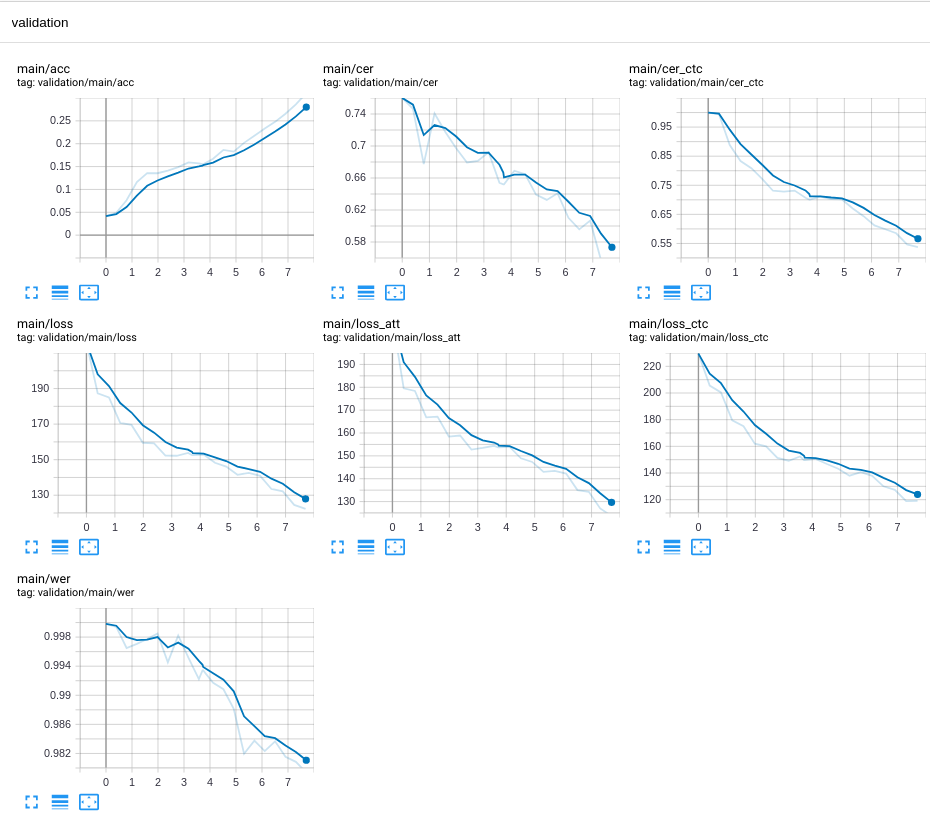 validation
main/acc
tag: validation/main/acc
0.25
0.2
0.15
0.1
0.05
0
0 1 2 3 4 5 6 7
main/cer
tag: validation/main/cer
0.74
0.7
0.66
0.62
0.58
0 1 2 3 4 5 6 7
main/cer_ctc
tag: validation/main/cer_ctc
0.95
0.85
0.75
0.65
0.55
0 1 2 3 4 5 6 7
main/loss
tag: validation/main/loss
190
170
150
130
0 1 2 3 4 5 6 7
main/loss_att
tag: validation/main/loss_att
190
180
170
160
150
140
130
0 1 2 3 4 5 6 7
main/loss_ctc
tag: validation/main/loss_ctc
220
200
180
160
140
120
0 1 2 3 4 5 6 7
main/wer
tag: validation/main/wer
0.998
0.994
0.99
0.986
0.982
0 1 2 3 4 5 6 7